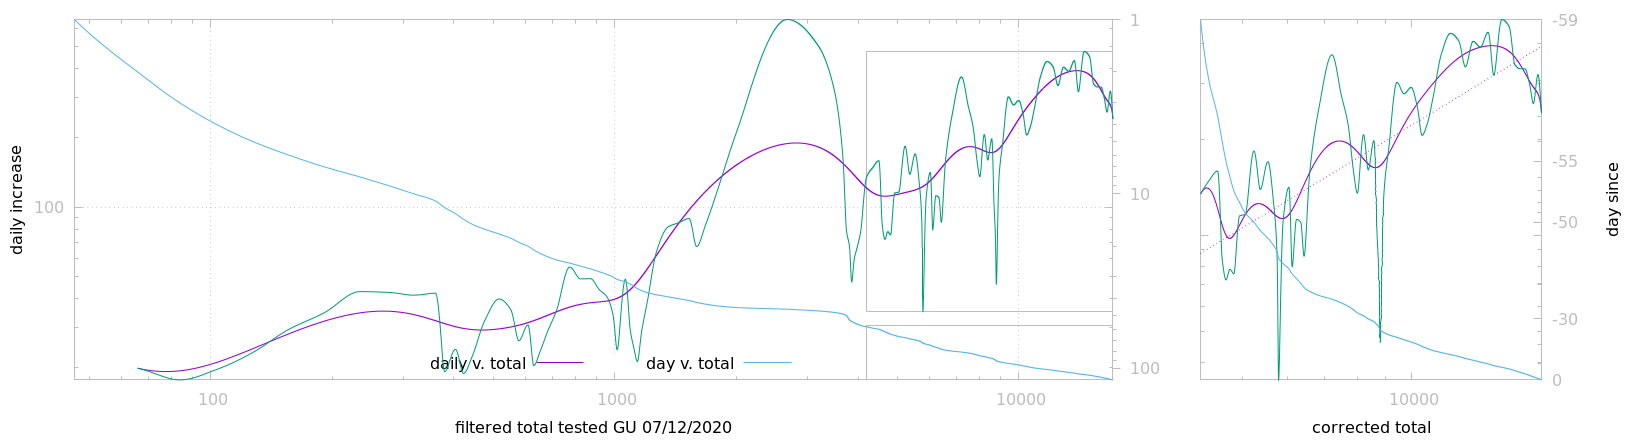 daily increase
100
daily v. total
day v. total
1
10
100
100
1000
10000
filtered total tested GU 07/12/2020
-59
-55
-50
-30
0
day since
10000
corrected total